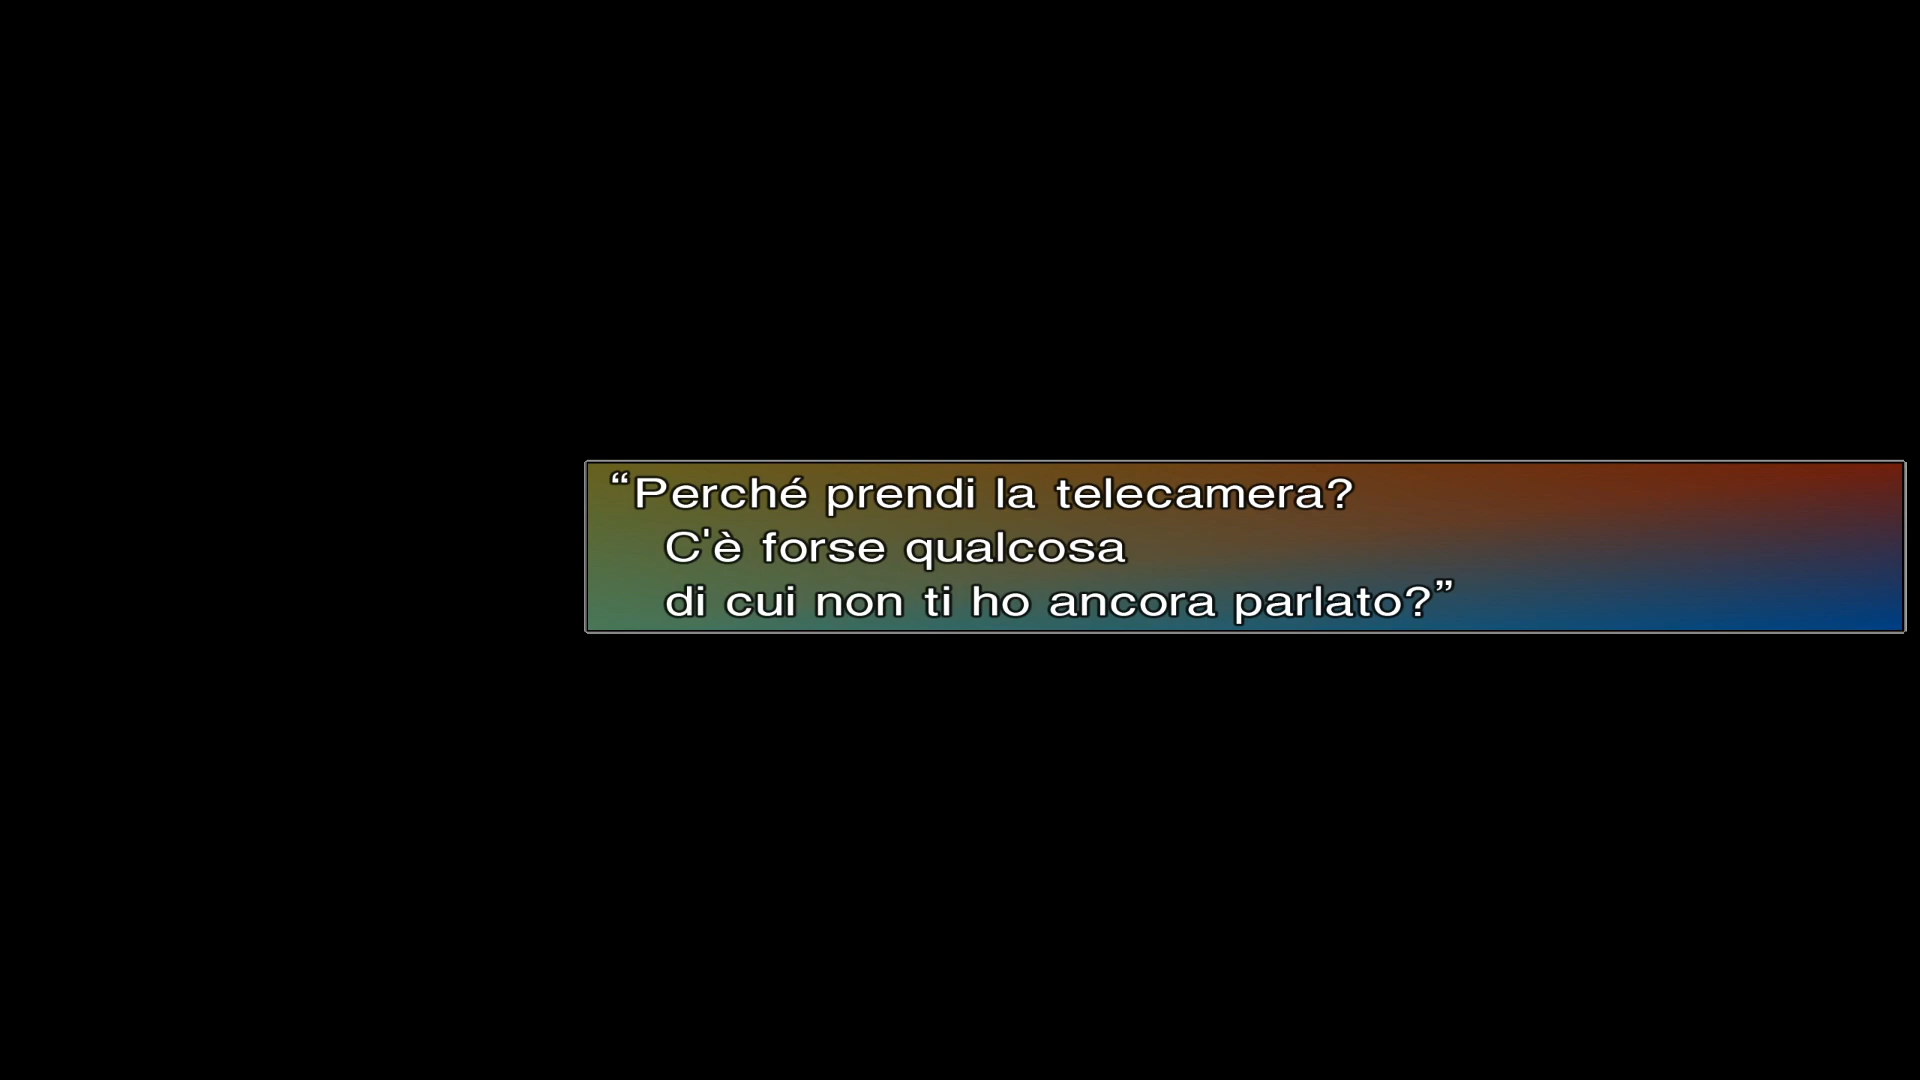 “Perché prendi la telecamera?
C'è forse qualcosa
di cui non ti ho ancora parlato?”